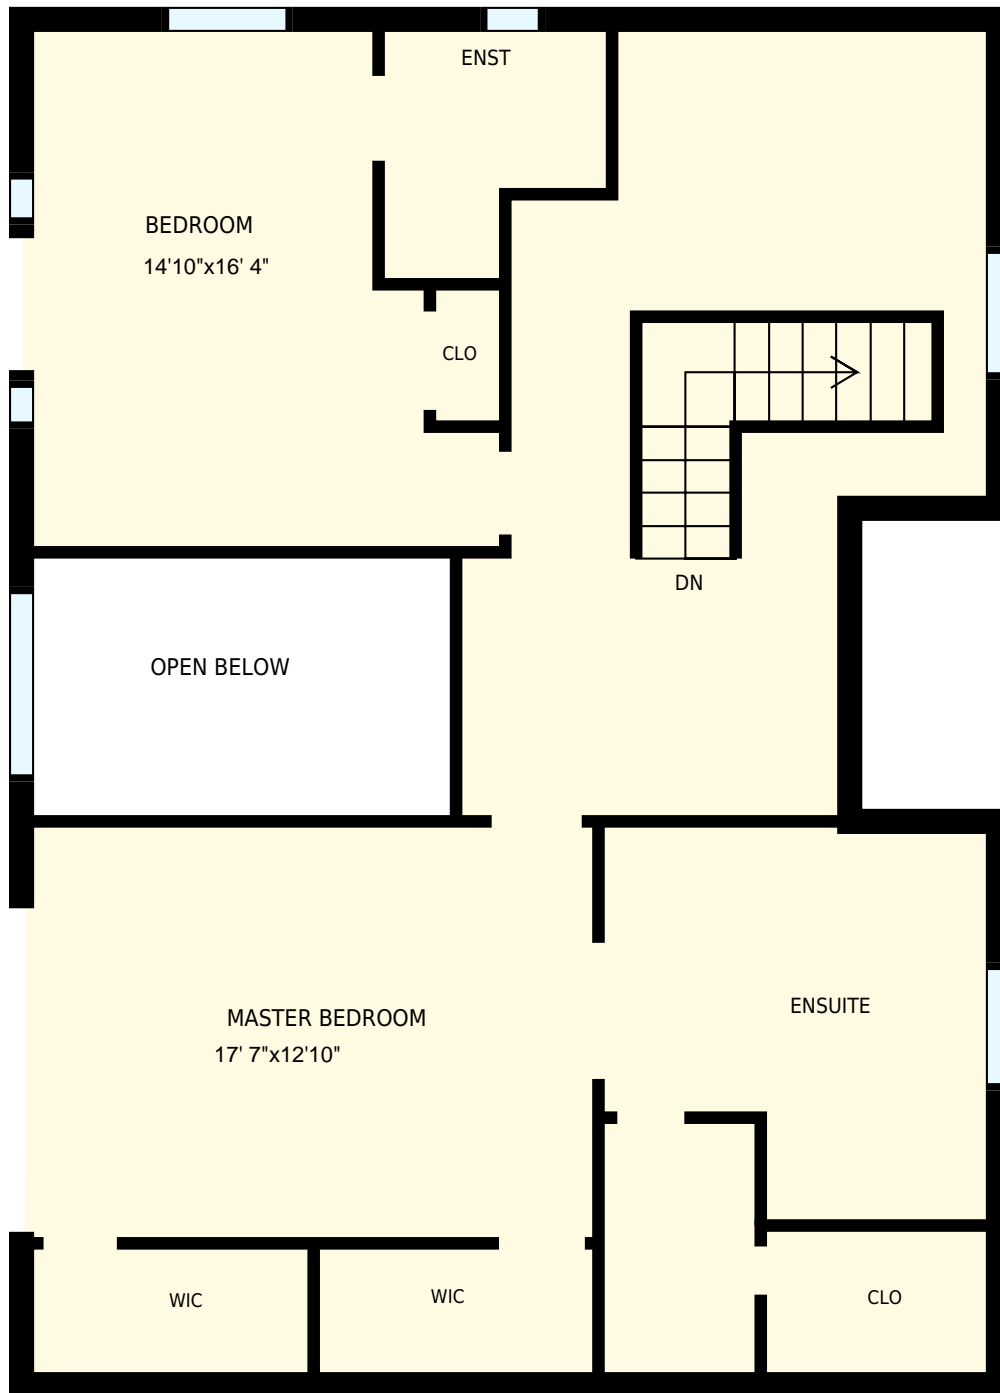 ENST
BEDROOM
14'10"x16' 4"
CLO
DN
OPEN BELOW
MASTER BEDROOM
17' 7"x12'10"
ENSUITE
WIC
WIC
CLO